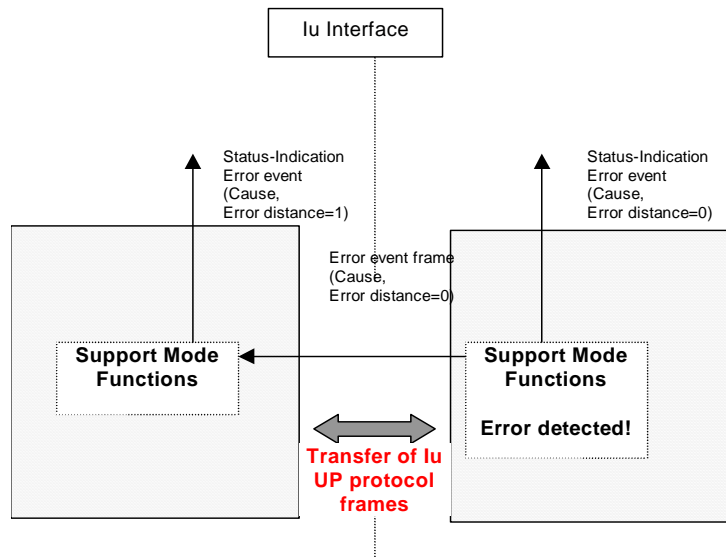 Iu Interface
Status-Indication
Error event
(Cause,
Error distance=1)
Status-Indication
Error event
(Cause,
Error distance=0)
Error event frame
(Cause,
Error distance=0)
Support Mode
Functions
Support Mode
Functions
Error detected!
Transfer of Iu
UP protocol
frames